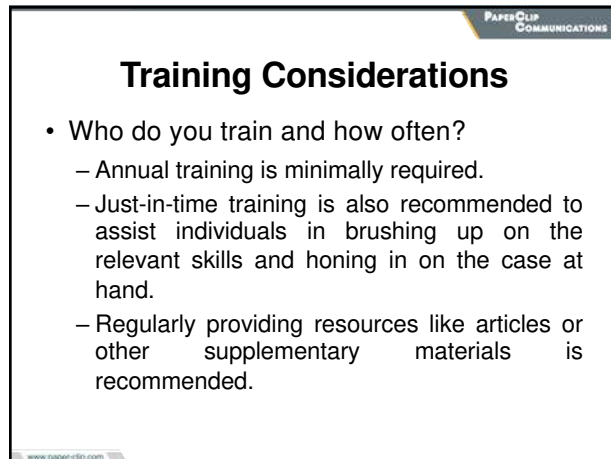 PAPERCLIP
COMMUNICATIONS
Training Considerations
• Who do you train and how often?
– Annual training is minimally required.
– Just-in-time training is also recommended to
assist individuals in brushing up on the
relevant skills and honing in on the case at
hand.
– Regularly providing resources like articles or
other supplementary materials is
recommended.
www.paper-clip.com